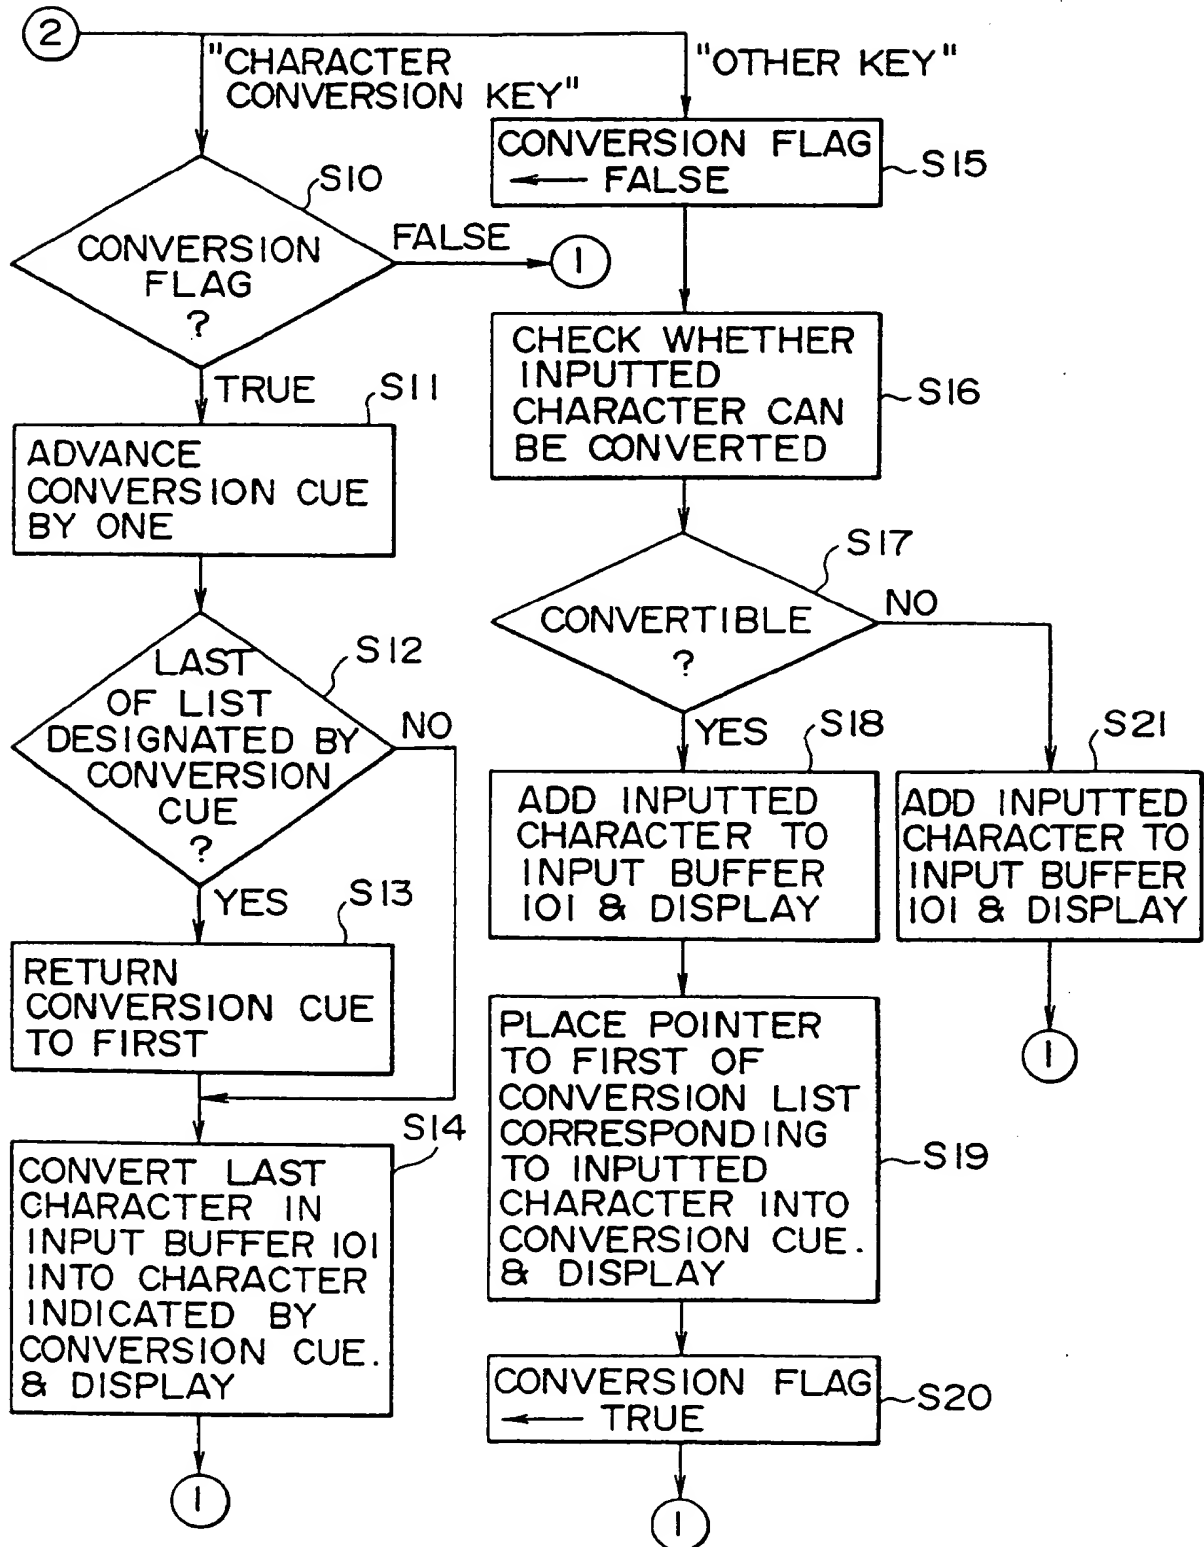 2
"CHARACTER
CONVERSION KEY"
"OTHER KEY"
S10
CONVERSION
FLAG
?
FALSE
1
TRUE
S11
ADVANCE
CONVERSION CUE
BY ONE
S12
LAST
OF LIST
DESIGNATED BY
CONVERSION
CUE
?
NO
YES
S13
RETURN
CONVERSION CUE
TO FIRST
S14
CONVERT LAST
CHARACTER IN
INPUT BUFFER 101
INTO CHARACTER
INDICATED BY
CONVERSION CUE.
& DISPLAY
1
CONVERSION FLAG
← FALSE
S15
CHECK WHETHER
INPUTTED
CHARACTER CAN
BE CONVERTED
S16
S17
CONVERTIBLE
?
NO
YES
S18
ADD INPUTTED
CHARACTER TO
INPUT BUFFER
101 & DISPLAY
S21
ADD INPUTTED
CHARACTER TO
INPUT BUFFER
101 & DISPLAY
1
PLACE POINTER
TO FIRST OF
CONVERSION LIST
CORRESPONDING
TO INPUTTED
CHARACTER INTO
CONVERSION CUE.
& DISPLAY
S19
CONVERSION FLAG
← TRUE
S20
1